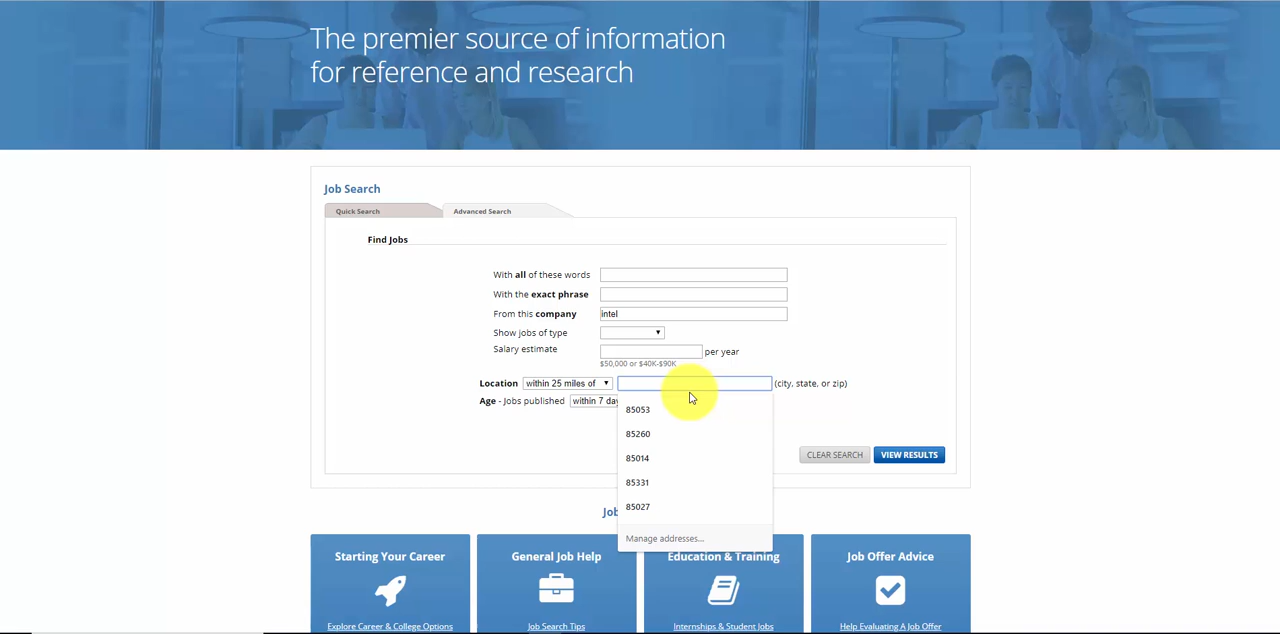 The premier source of information
for reference and research
Job Search
Quick Search
Advanced Search
Find Jobs
With all of these words
With the exact phrase
From this company
intel
Show jobs of type
Salary estimate
per year
$50,000 or $40K-$90K
Location
within 25 miles of
(city, state, or zip)
Age - Jobs published
within 7 day
85053
85260
85014
85331
85027
Manage addresses...
CLEAR SEARCH
VIEW RESULTS
Job
Starting Your Career
General Job Help
Education & Training
Job Offer Advice
Explore Career & College Options
Job Search Tips
Internships & Student Jobs
Help Evaluating A Job Offer